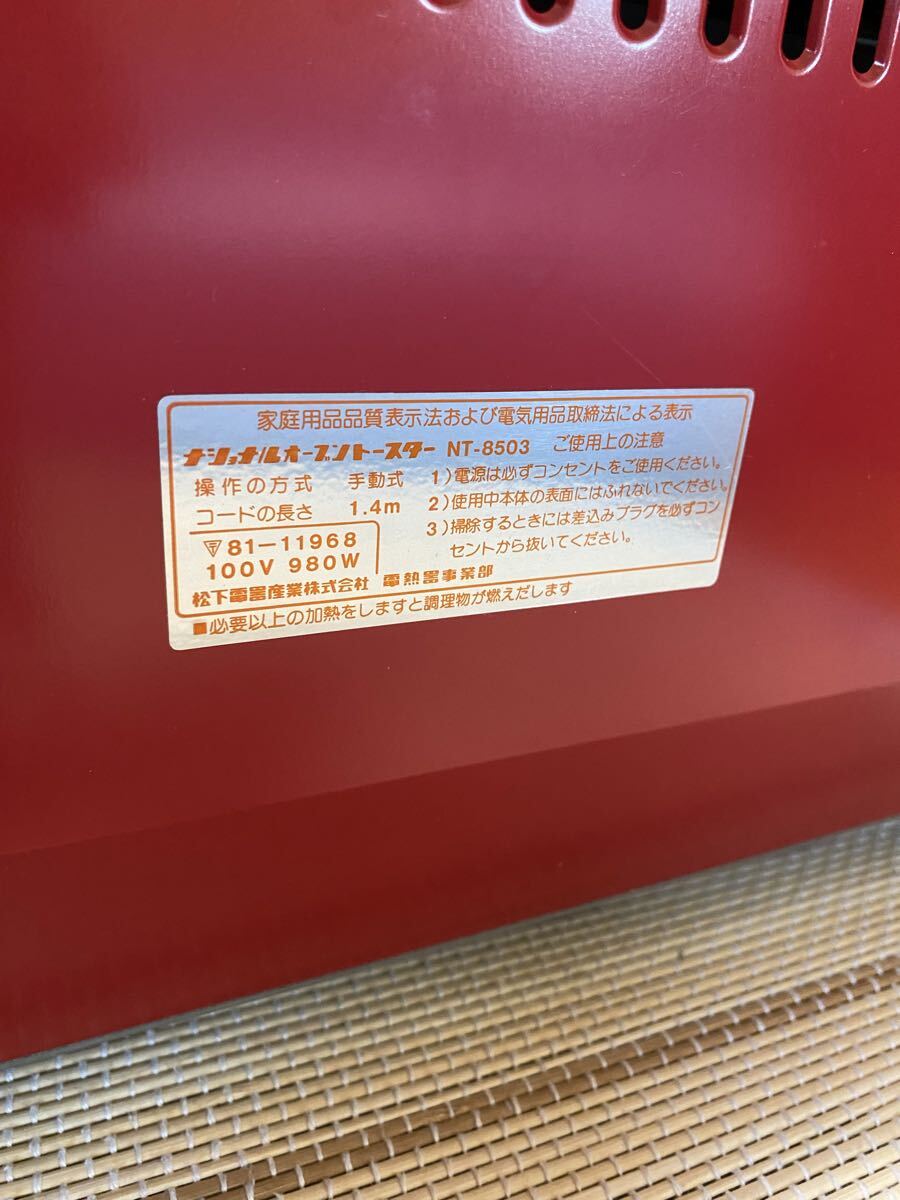 家庭用品品質表示法および電気用品取締法による表示
ナショナルオーブントースター NT-8503 ご使用上の注意
操作の方式 手動式
コードの長さ 1.4m
1)電源は必ずコンセントをご使用ください。
2)使用中本体の表面にはふれないでください。
3)掃除するときには差込みプラグを必ずコン
セントから抜いてください。
81-11968
100V 980W
松下電器産業株式会社 電熱器事業部
■必要以上の加熱をしますと調理物が燃えだします